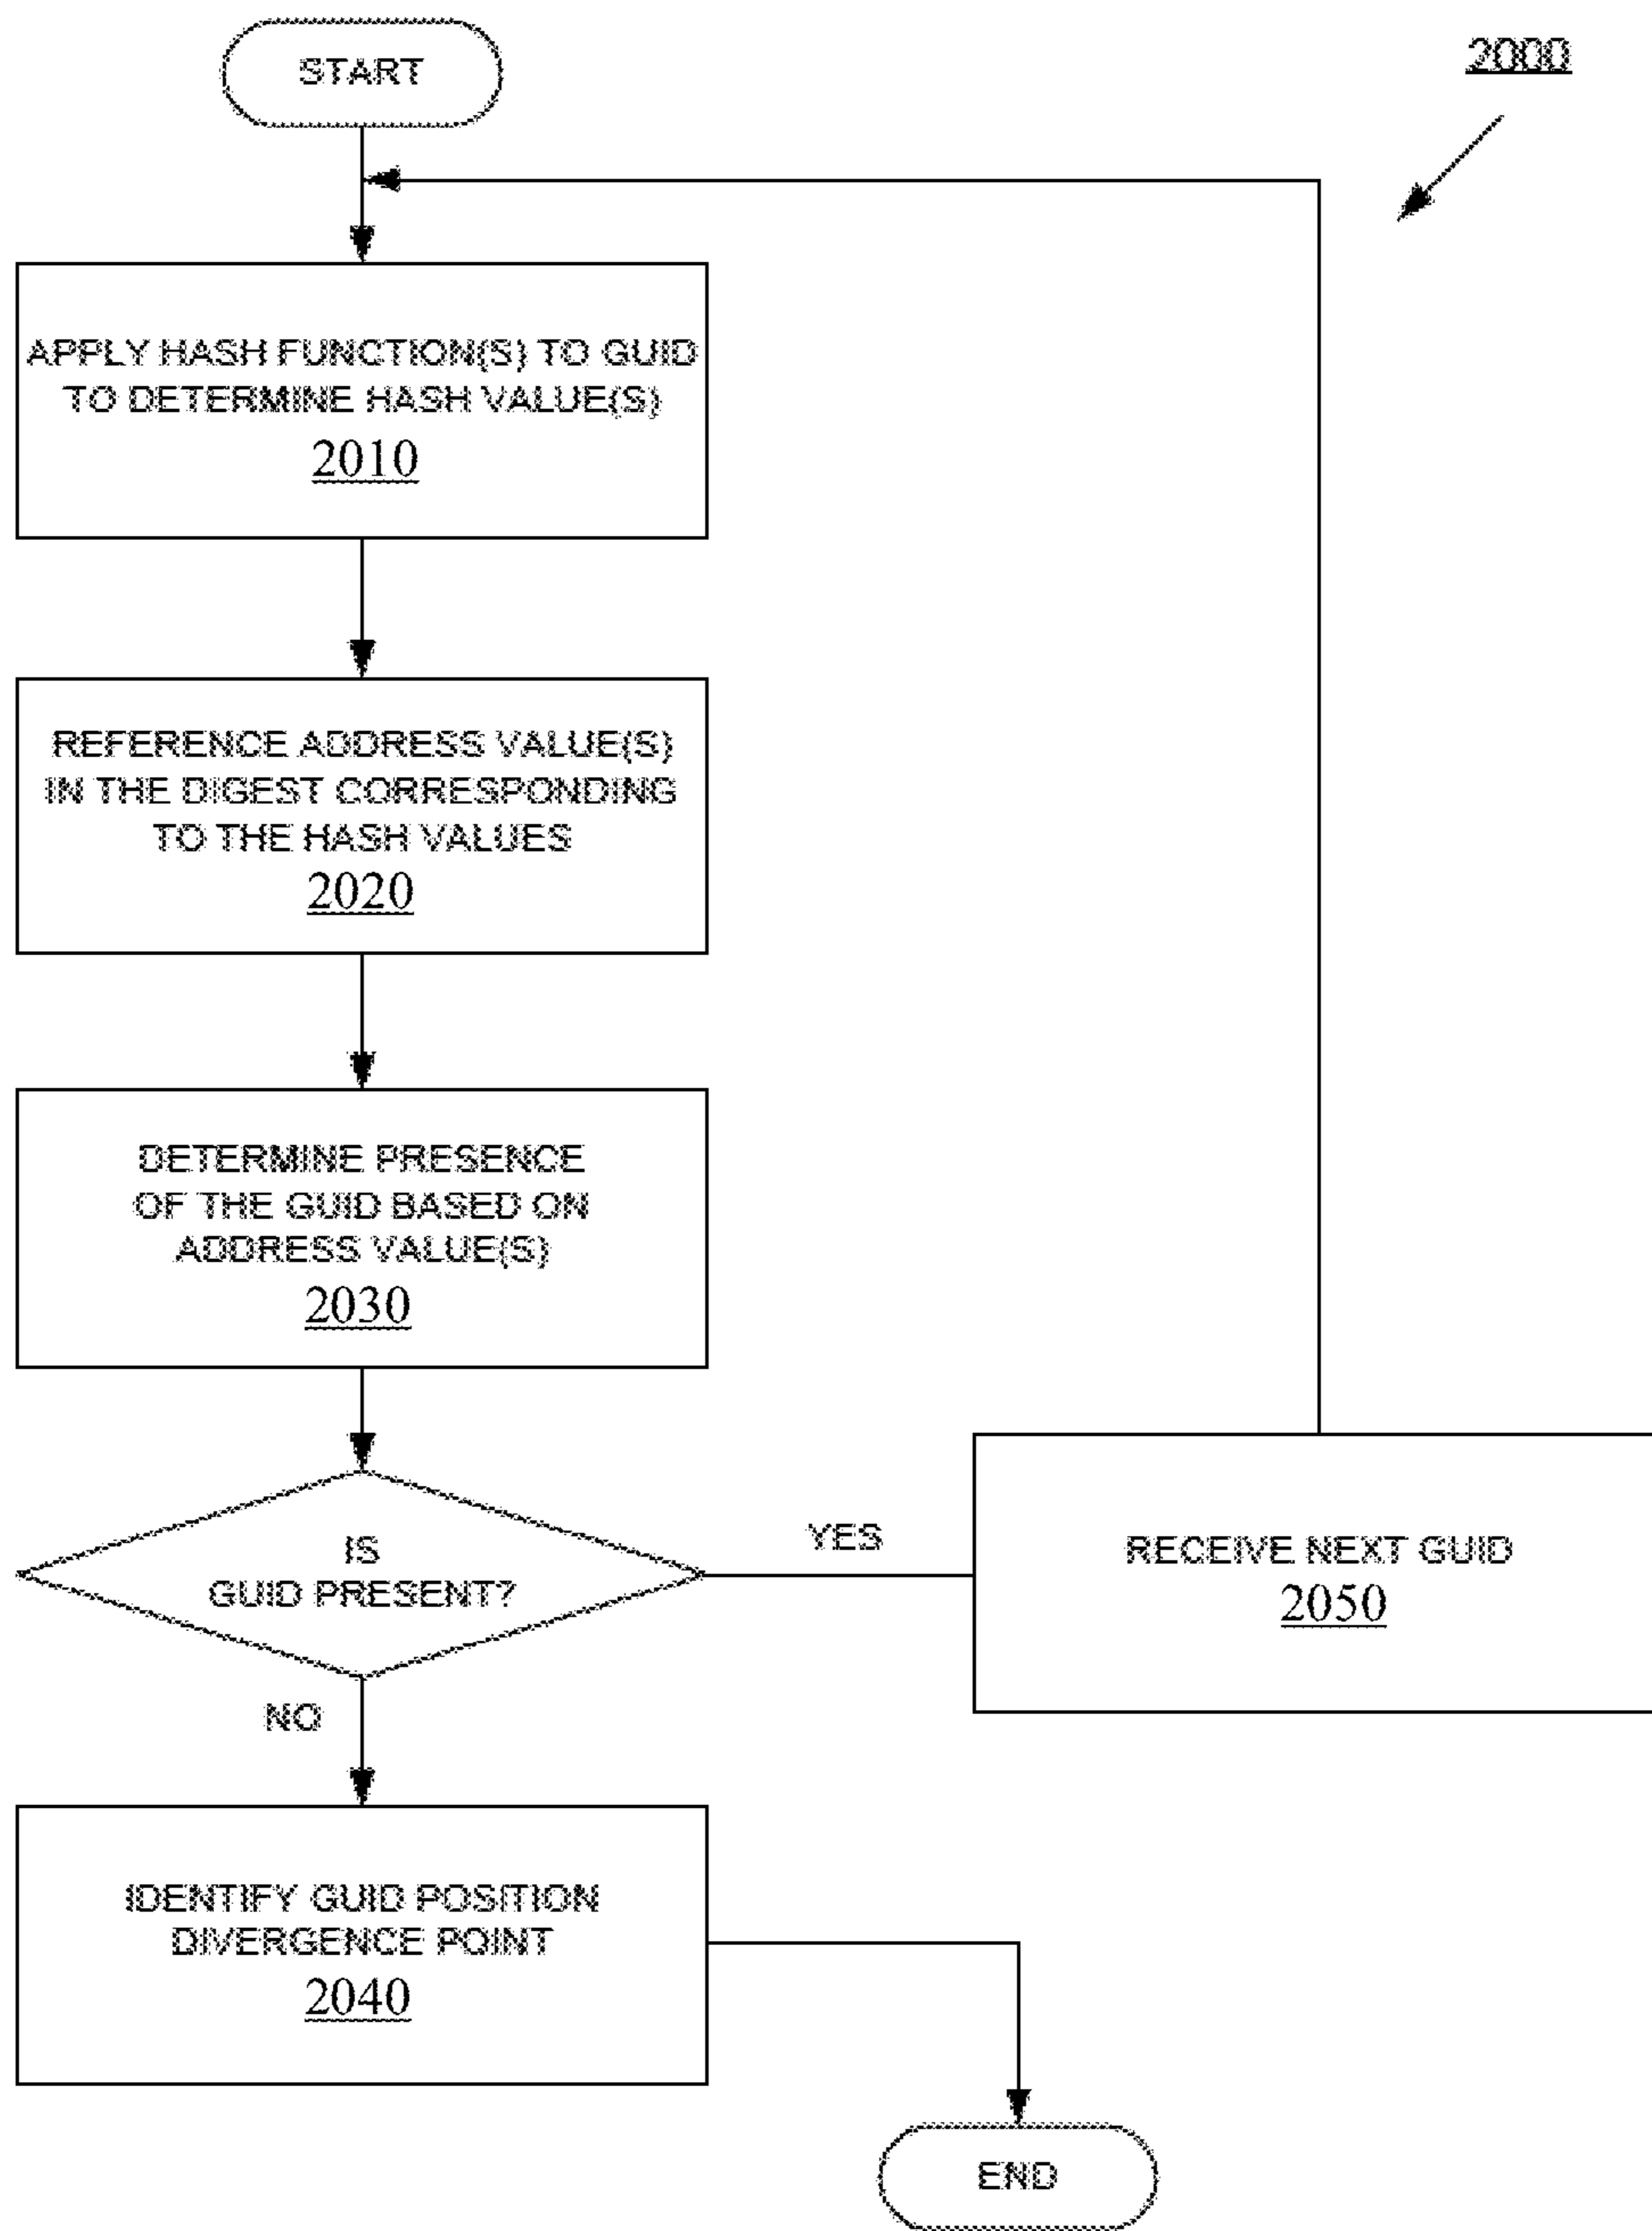 START
2000
APPLY HASH FUNCTION(S) TO GUID
TO DETERMINE HASH VALUE(S)
2010
REFERENCE ADDRESS VALUE(S)
IN THE DIGEST CORRESPONDING
TO THE HASH VALUES
2020
DETERMINE PRESENCE
OF THE GUID BASED ON
ADDRESS VALUE(S)
2030
IS
GUID PRESENT?
YES
RECEIVE NEXT GUID
2050
NO
IDENTIFY GUID POSITION
DIVERGENCE POINT
2040
END